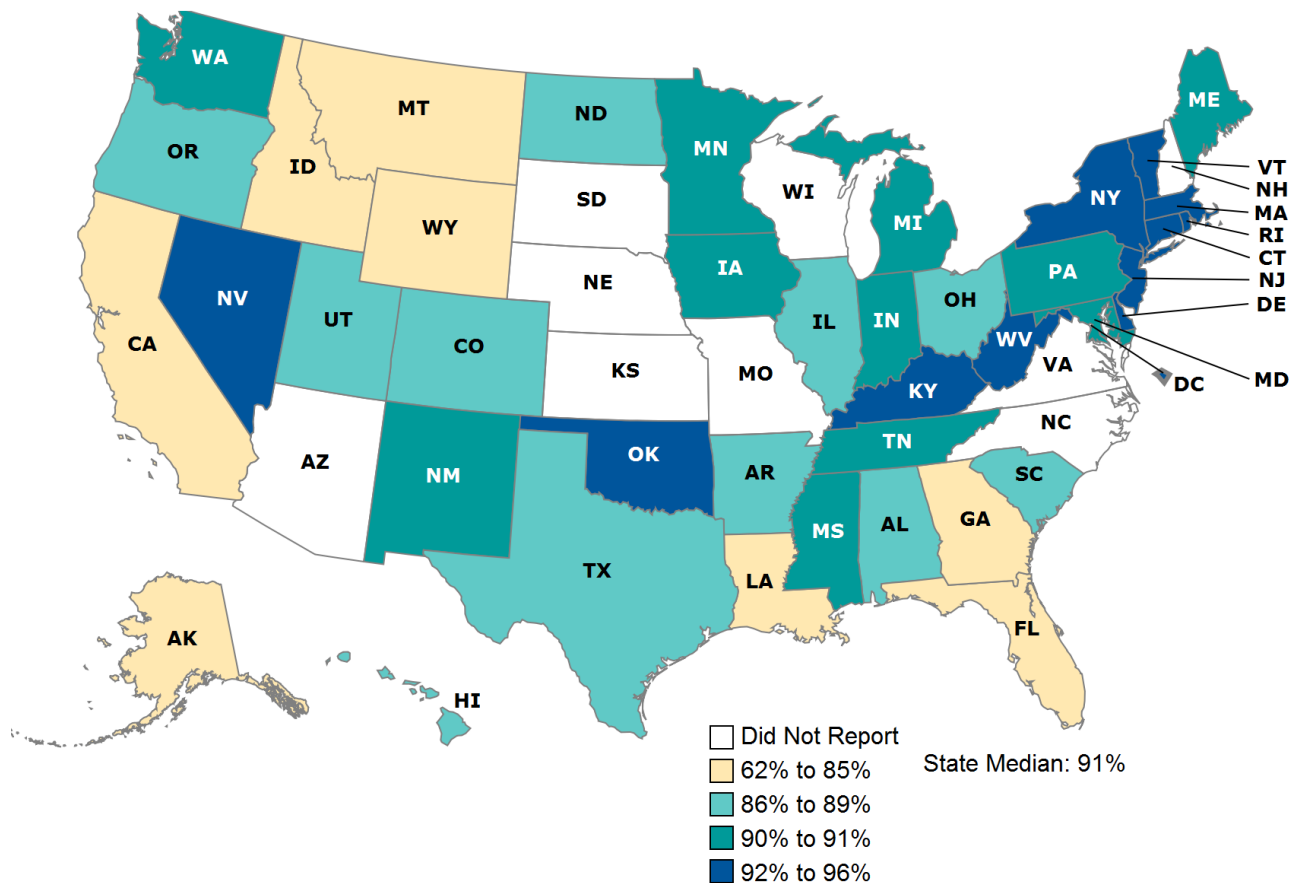 WA
MT
ND
ME
OR
ID
MN
VT
SD
WI
NH
WY
NY
MA
MI
RI
IA
CT
PA
NJ
NE
NV
OH
DE
UT
IL
IN
CA
CO
WV
KS
MO
VA
KY
DC
MD
NC
TN
AZ
OK
NM
AR
SC
MS
AL
GA
TX
LA
AK
FL
HI
Did Not Report
62% to 85%
State Median: 91%
86% to 89%
90% to 91%
92% to 96%